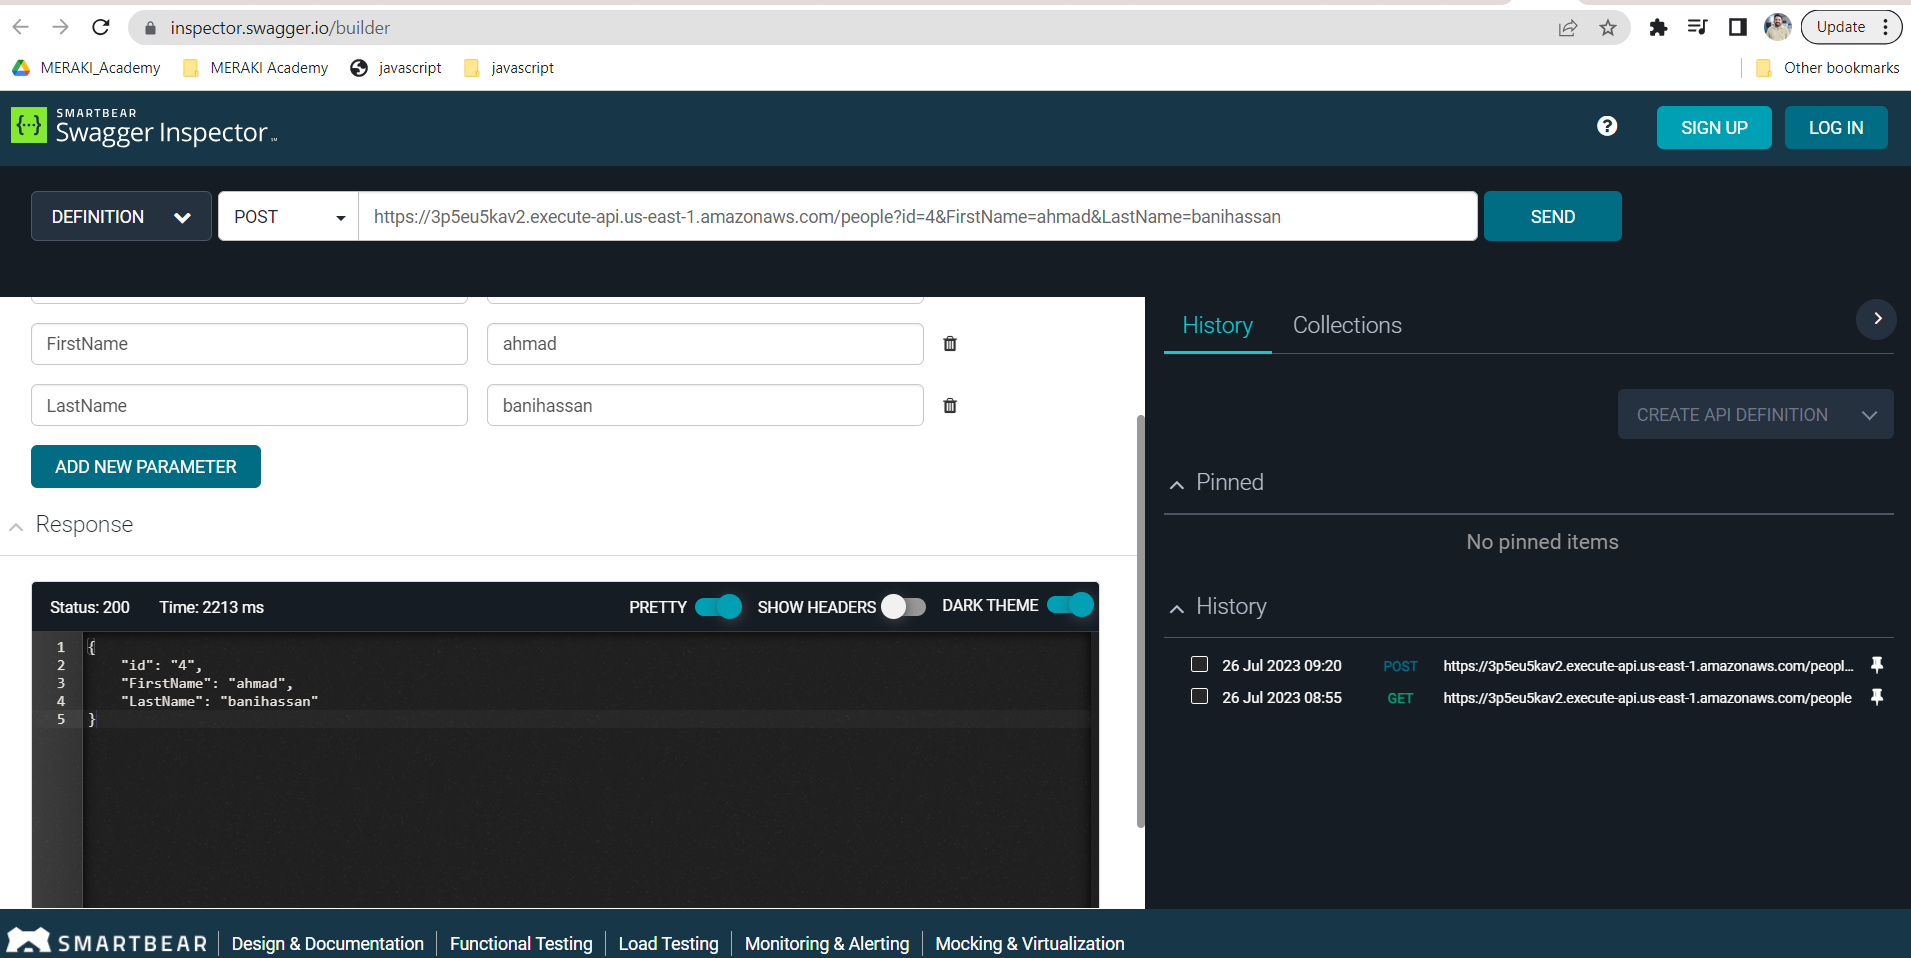 inspector.swagger.io/builder
Update
MERAKI_Academy MERAKI Academy javascript javascript Other bookmarks
{···}
SMARTBEAR
Swagger Inspector™
? SIGN UP LOG IN
DEFINITION POST https://3p5eu5kav2.execute-api.us-east-1.amazonaws.com/people?id=4&FirstName=ahmad&LastName=banihassan SEND
FirstName ahmad
LastName banihassan
ADD NEW PARAMETER
Response
Status: 200 Time: 2213 ms PRETTY SHOW HEADERS DARK THEME
1 {
2 "id": "4",
3 "FirstName": "ahmad",
4 "LastName": "banihassan"
5 }
History Collections
CREATE API DEFINITION
Pinned
No pinned items
History
26 Jul 2023 09:20 POST https://3p5eu5kav2.execute-api.us-east-1.amazonaws.com/peopl...
26 Jul 2023 08:55 GET https://3p5eu5kav2.execute-api.us-east-1.amazonaws.com/people
SMARTBEAR Design & Documentation Functional Testing Load Testing Monitoring & Alerting Mocking & Virtualization